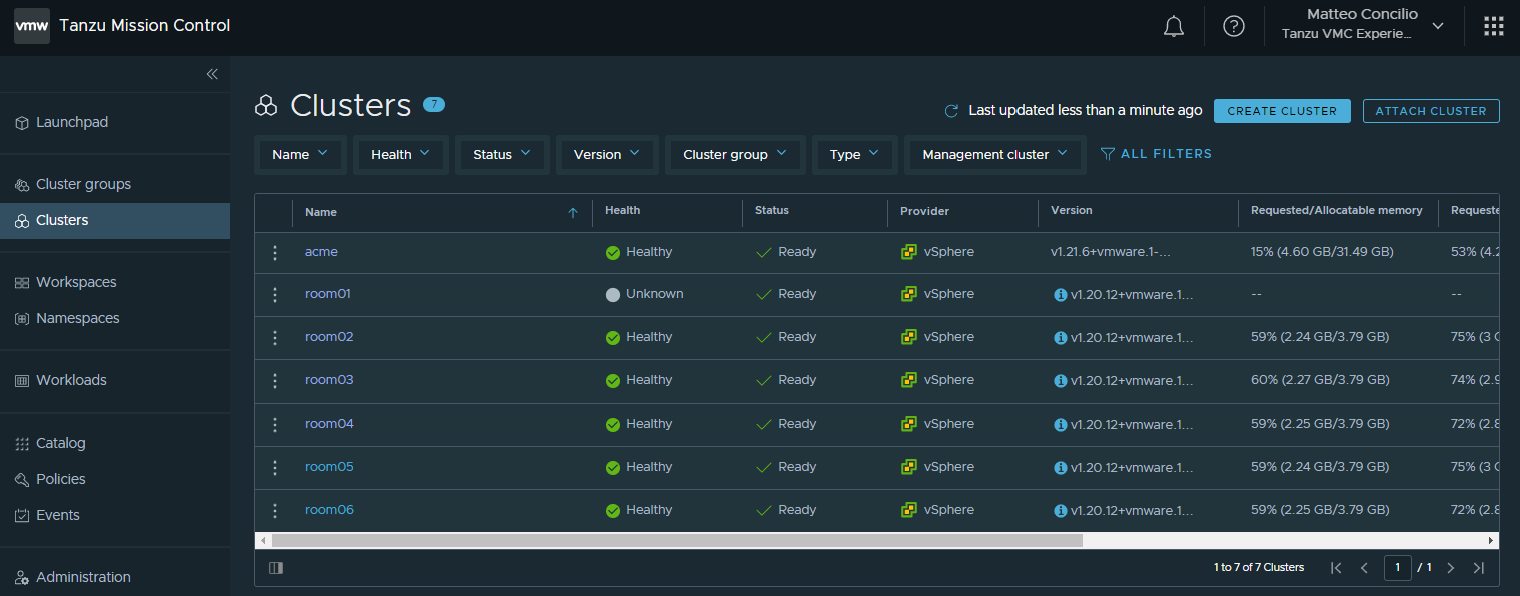 vmw Tanzu Mission Control
Matteo Concilio
Tanzu VMC Experie...
Launchpad
Cluster groups
Clusters
Workspaces
Namespaces
Workloads
Catalog
Policies
Events
Administration
Clusters 7
Last updated less than a minute ago CREATE CLUSTER ATTACH CLUSTER
Name Health Status Version Cluster group Type Management cluster ALL FILTERS
Name Health Status Provider Version Requested/Allocatable memory Requeste
acme Healthy Ready vSphere v1.21.6+vmware.1-... 15% (4.60 GB/31.49 GB) 53% (4.2
room01 Unknown Ready vSphere v1.20.12+vmware.1... -- --
room02 Healthy Ready vSphere v1.20.12+vmware.1... 59% (2.24 GB/3.79 GB) 75% (3 G
room03 Healthy Ready vSphere v1.20.12+vmware.1... 60% (2.27 GB/3.79 GB) 74% (2.9
room04 Healthy Ready vSphere v1.20.12+vmware.1... 59% (2.25 GB/3.79 GB) 72% (2.8
room05 Healthy Ready vSphere v1.20.12+vmware.1... 59% (2.24 GB/3.79 GB) 75% (3 G
room06 Healthy Ready vSphere v1.20.12+vmware.1... 59% (2.25 GB/3.79 GB) 72% (2.8
1 to 7 of 7 Clusters 1 / 1